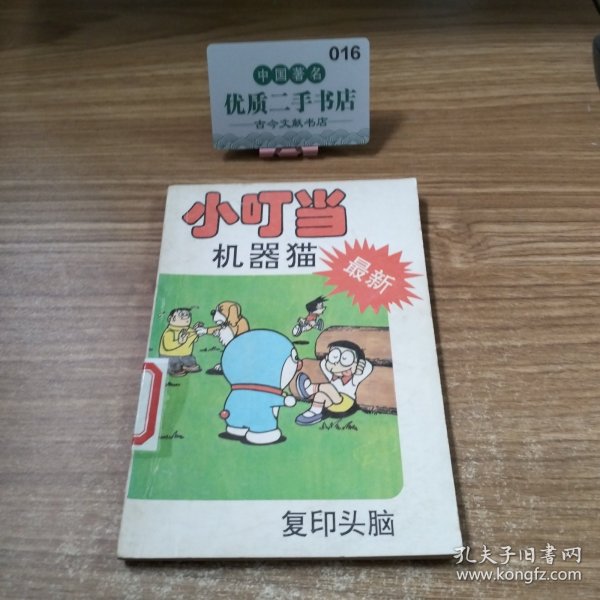 016
中国著名
优质二手书店
古今文献书店
小叮当
机器猫
最新
复印头脑
孔夫子旧书网
www.kongfz.com